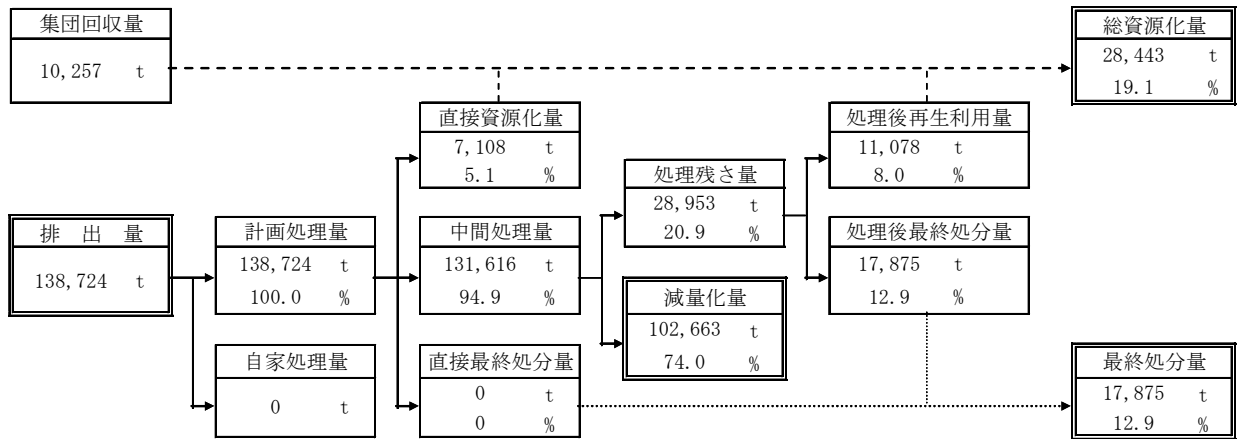 集団回収量
10,257 t
総資源化量
28,443 t
19.1 %
直接資源化量
7,108 t
5.1 %
処理後再生利用量
11,078 t
8.0 %
処理残さ量
28,953 t
20.9 %
排 出 量
138,724 t
計画処理量
138,724 t
100.0 %
中間処理量
131,616 t
94.9 %
処理後最終処分量
17,875 t
12.9 %
減量化量
102,663 t
74.0 %
自家処理量
0 t
直接最終処分量
0 t
0 %
最終処分量
17,875 t
12.9 %